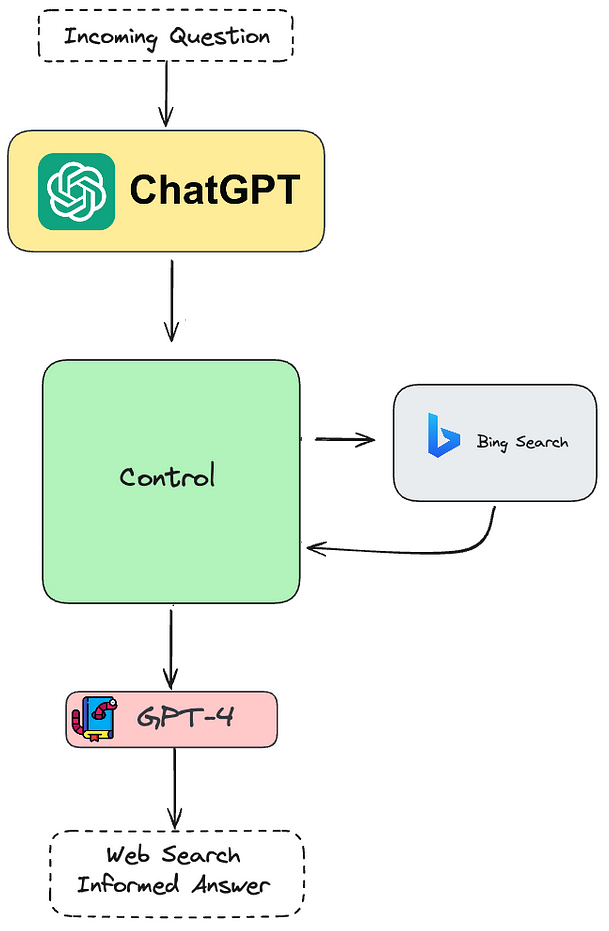 Incoming Question
ChatGPT
Control
Bing Search
GPT-4
Web Search
Informed Answer